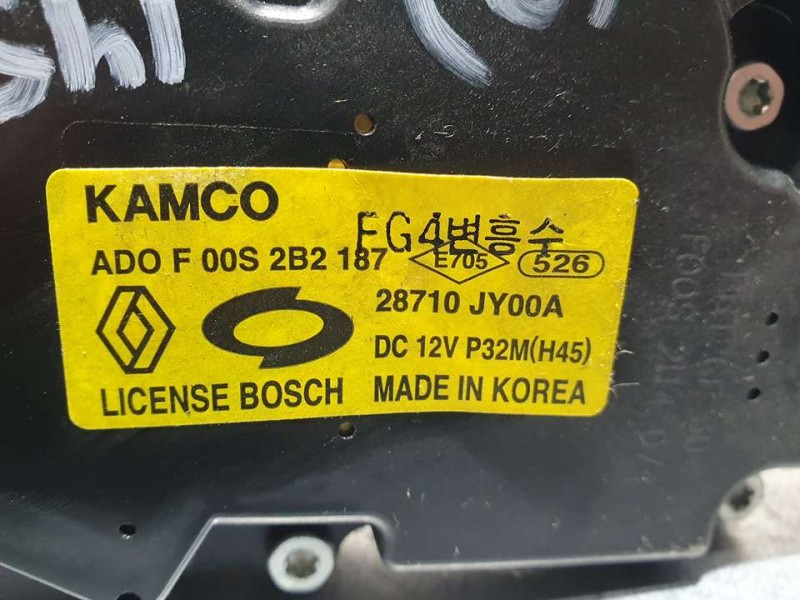 KAMCO
FG4변흥수
ADO F 00S 2B2 187
E705
526
28710 JY00A
DC 12V P32M(H45)
LICENSE BOSCH
MADE IN KOREA